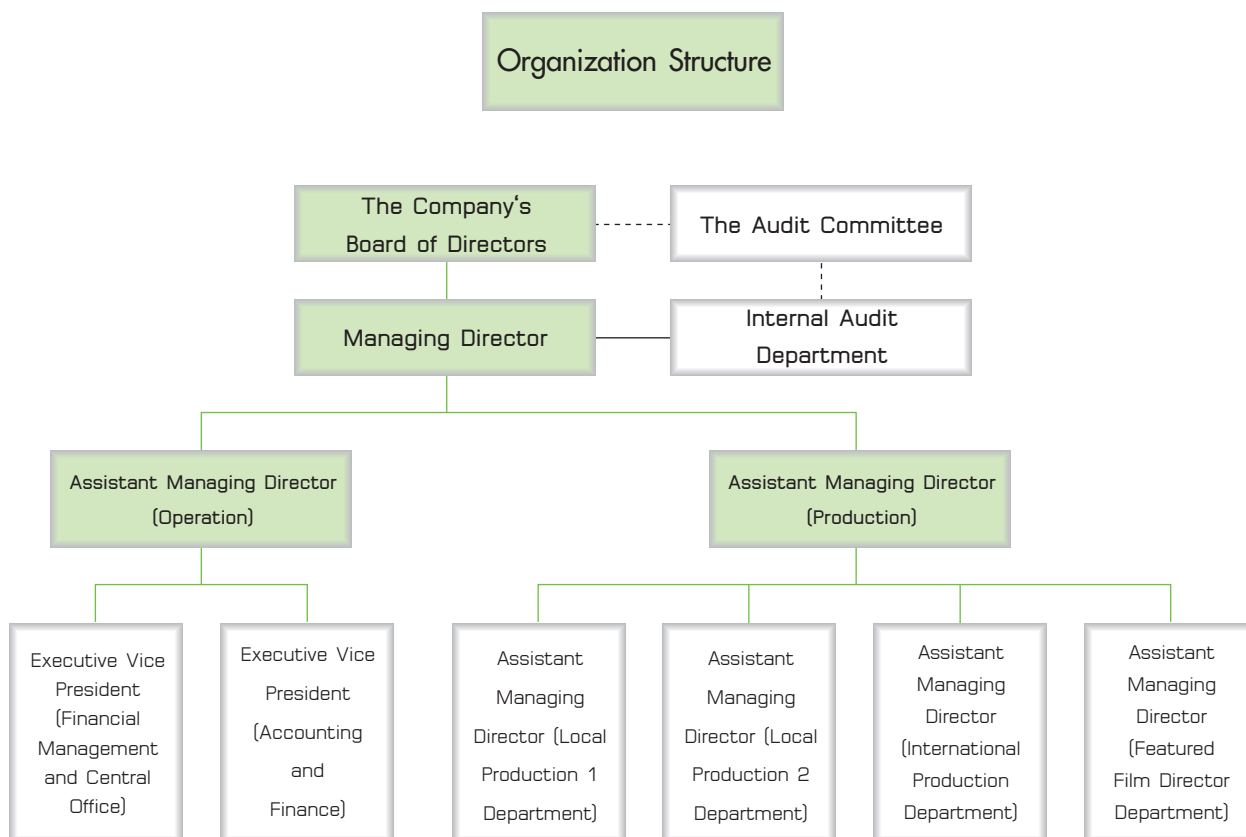 Organization Structure
The Company‘s
Board of Directors
The Audit Committee
Managing Director
Internal Audit
Department
Assistant Managing Director
(Operation)
Assistant Managing Director
(Production)
Executive Vice
President
(Financial
Management
and Central
Office)
Executive Vice
President
(Accounting
and
Finance)
Assistant
Managing
Director (Local
Production 1
Department)
Assistant
Managing
Director (Local
Production 2
Department)
Assistant
Managing
Director
(International
Production
Department)
Assistant
Managing
Director
(Featured
Film Director
Department)